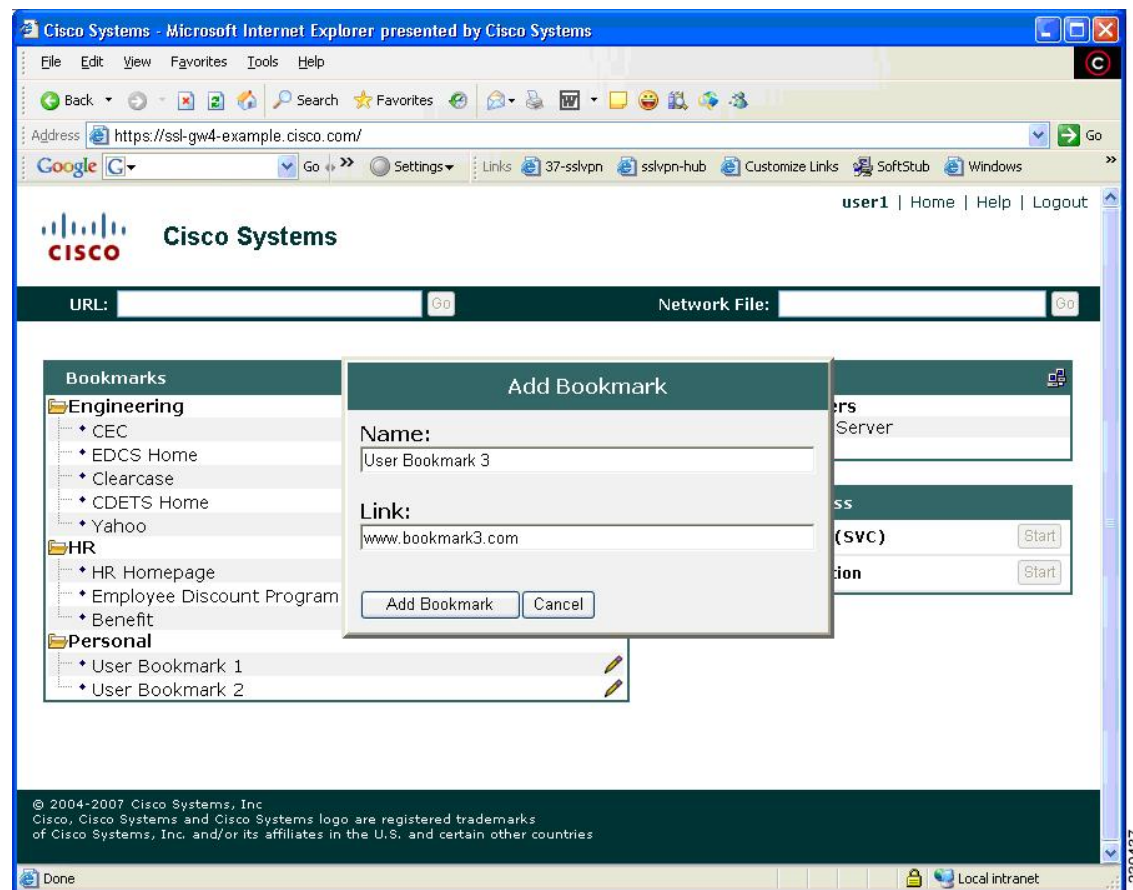 Cisco Systems - Microsoft Internet Explorer presented by Cisco Systems
File Edit View Favorites Tools Help
Back Search Favorites
Address https://ssl-gw4-example.cisco.com/ Go
Google G Go » Settings Links 37-sslvpn sslvpn-hub Customize Links SoftStub Windows »
user1 | Home | Help | Logout
CISCO Cisco Systems
URL: Go Network File: Go
Bookmarks
Engineering
CEC
EDCS Home
Clearcase
CDETS Home
Yahoo
HR
HR Homepage
Employee Discount Program
Benefit
Personal
User Bookmark 1
User Bookmark 2
Add Bookmark
Name:
User Bookmark 3
Link:
www.bookmark3.com
Add Bookmark Cancel
Server
(SVC) Start
Start
© 2004-2007 Cisco Systems, Inc
Cisco, Cisco Systems and Cisco Systems logo are registered trademarks
of Cisco Systems, Inc. and/or its affiliates in the U.S. and certain other countries
Done Local intranet